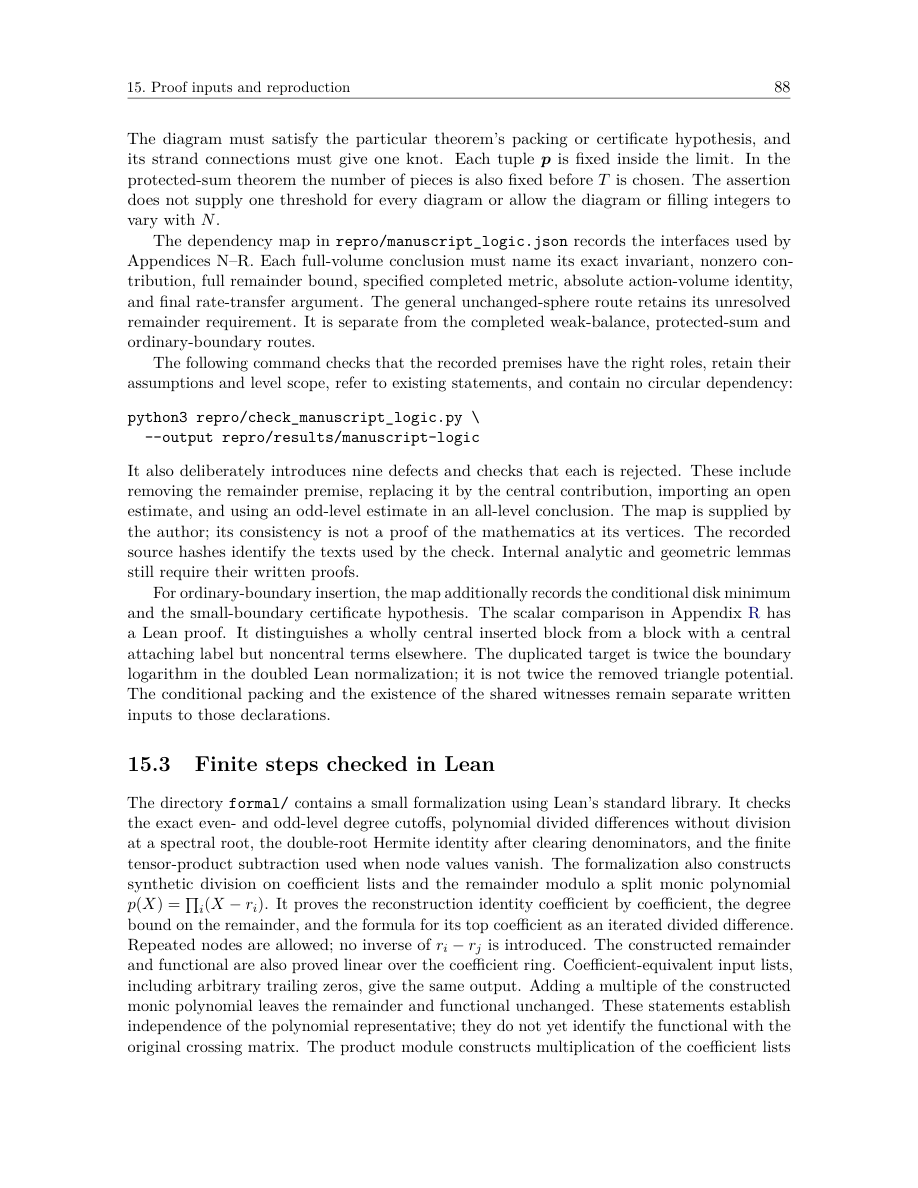 15. Proof inputs and reproduction 88
The diagram must satisfy the particular theorem's packing or certificate hypothesis, and
its strand connections must give one knot. Each tuple p is fixed inside the limit. In the
protected-sum theorem the number of pieces is also fixed before T is chosen. The assertion
does not supply one threshold for every diagram or allow the diagram or filling integers to
vary with N.
The dependency map in repro/manuscript_logic.json records the interfaces used by
Appendices N–R. Each full-volume conclusion must name its exact invariant, nonzero con-
tribution, full remainder bound, specified completed metric, absolute action-volume identity,
and final rate-transfer argument. The general unchanged-sphere route retains its unresolved
remainder requirement. It is separate from the completed weak-balance, protected-sum and
ordinary-boundary routes.
The following command checks that the recorded premises have the right roles, retain their
assumptions and level scope, refer to existing statements, and contain no circular dependency:
python3 repro/check_manuscript_logic.py \
--output repro/results/manuscript-logic
It also deliberately introduces nine defects and checks that each is rejected. These include
removing the remainder premise, replacing it by the central contribution, importing an open
estimate, and using an odd-level estimate in an all-level conclusion. The map is supplied by
the author; its consistency is not a proof of the mathematics at its vertices. The recorded
source hashes identify the texts used by the check. Internal analytic and geometric lemmas
still require their written proofs.
For ordinary-boundary insertion, the map additionally records the conditional disk minimum
and the small-boundary certificate hypothesis. The scalar comparison in Appendix R has
a Lean proof. It distinguishes a wholly central inserted block from a block with a central
attaching label but noncentral terms elsewhere. The duplicated target is twice the boundary
logarithm in the doubled Lean normalization; it is not twice the removed triangle potential.
The conditional packing and the existence of the shared witnesses remain separate written
inputs to those declarations.
15.3 Finite steps checked in Lean
The directory formal/ contains a small formalization using Lean's standard library. It checks
the exact even- and odd-level degree cutoffs, polynomial divided differences without division
at a spectral root, the double-root Hermite identity after clearing denominators, and the finite
tensor-product subtraction used when node values vanish. The formalization also constructs
synthetic division on coefficient lists and the remainder modulo a split monic polynomial
p(X) = ∏i(X − ri). It proves the reconstruction identity coefficient by coefficient, the degree
bound on the remainder, and the formula for its top coefficient as an iterated divided difference.
Repeated nodes are allowed; no inverse of ri − rj is introduced. The constructed remainder
and functional are also proved linear over the coefficient ring. Coefficient-equivalent input lists,
including arbitrary trailing zeros, give the same output. Adding a multiple of the constructed
monic polynomial leaves the remainder and functional unchanged. These statements establish
independence of the polynomial representative; they do not yet identify the functional with the
original crossing matrix. The product module constructs multiplication of the coefficient lists